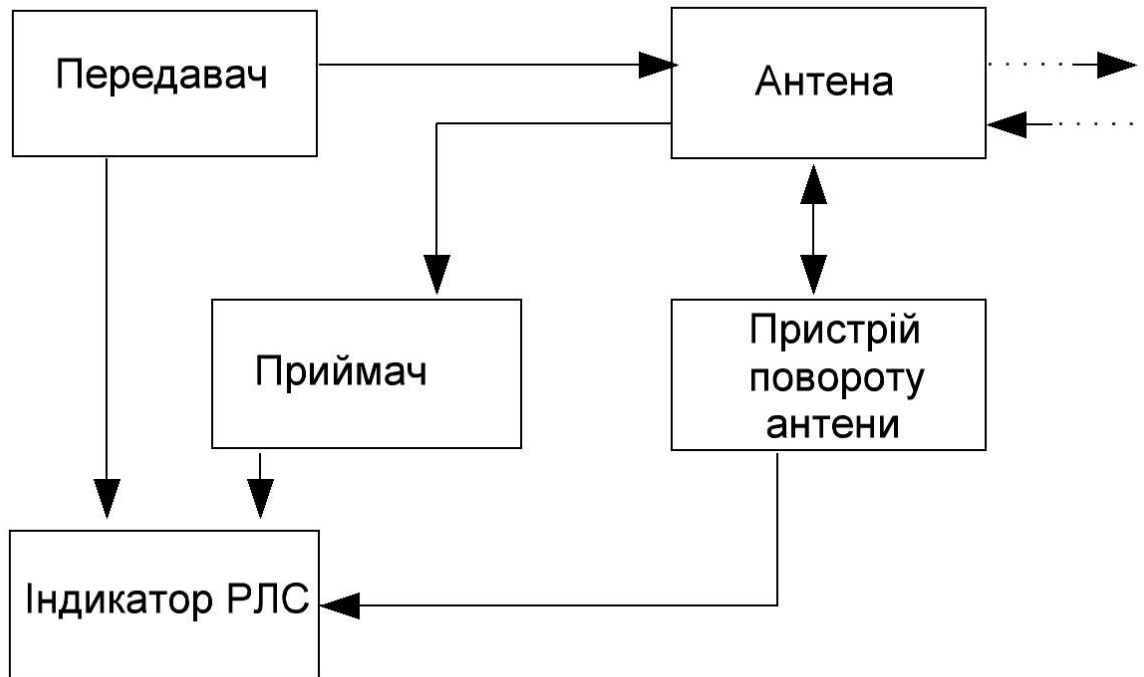 Передавач
Антена
Приймач
Пристрій
повороту
антени
Індикатор РЛС